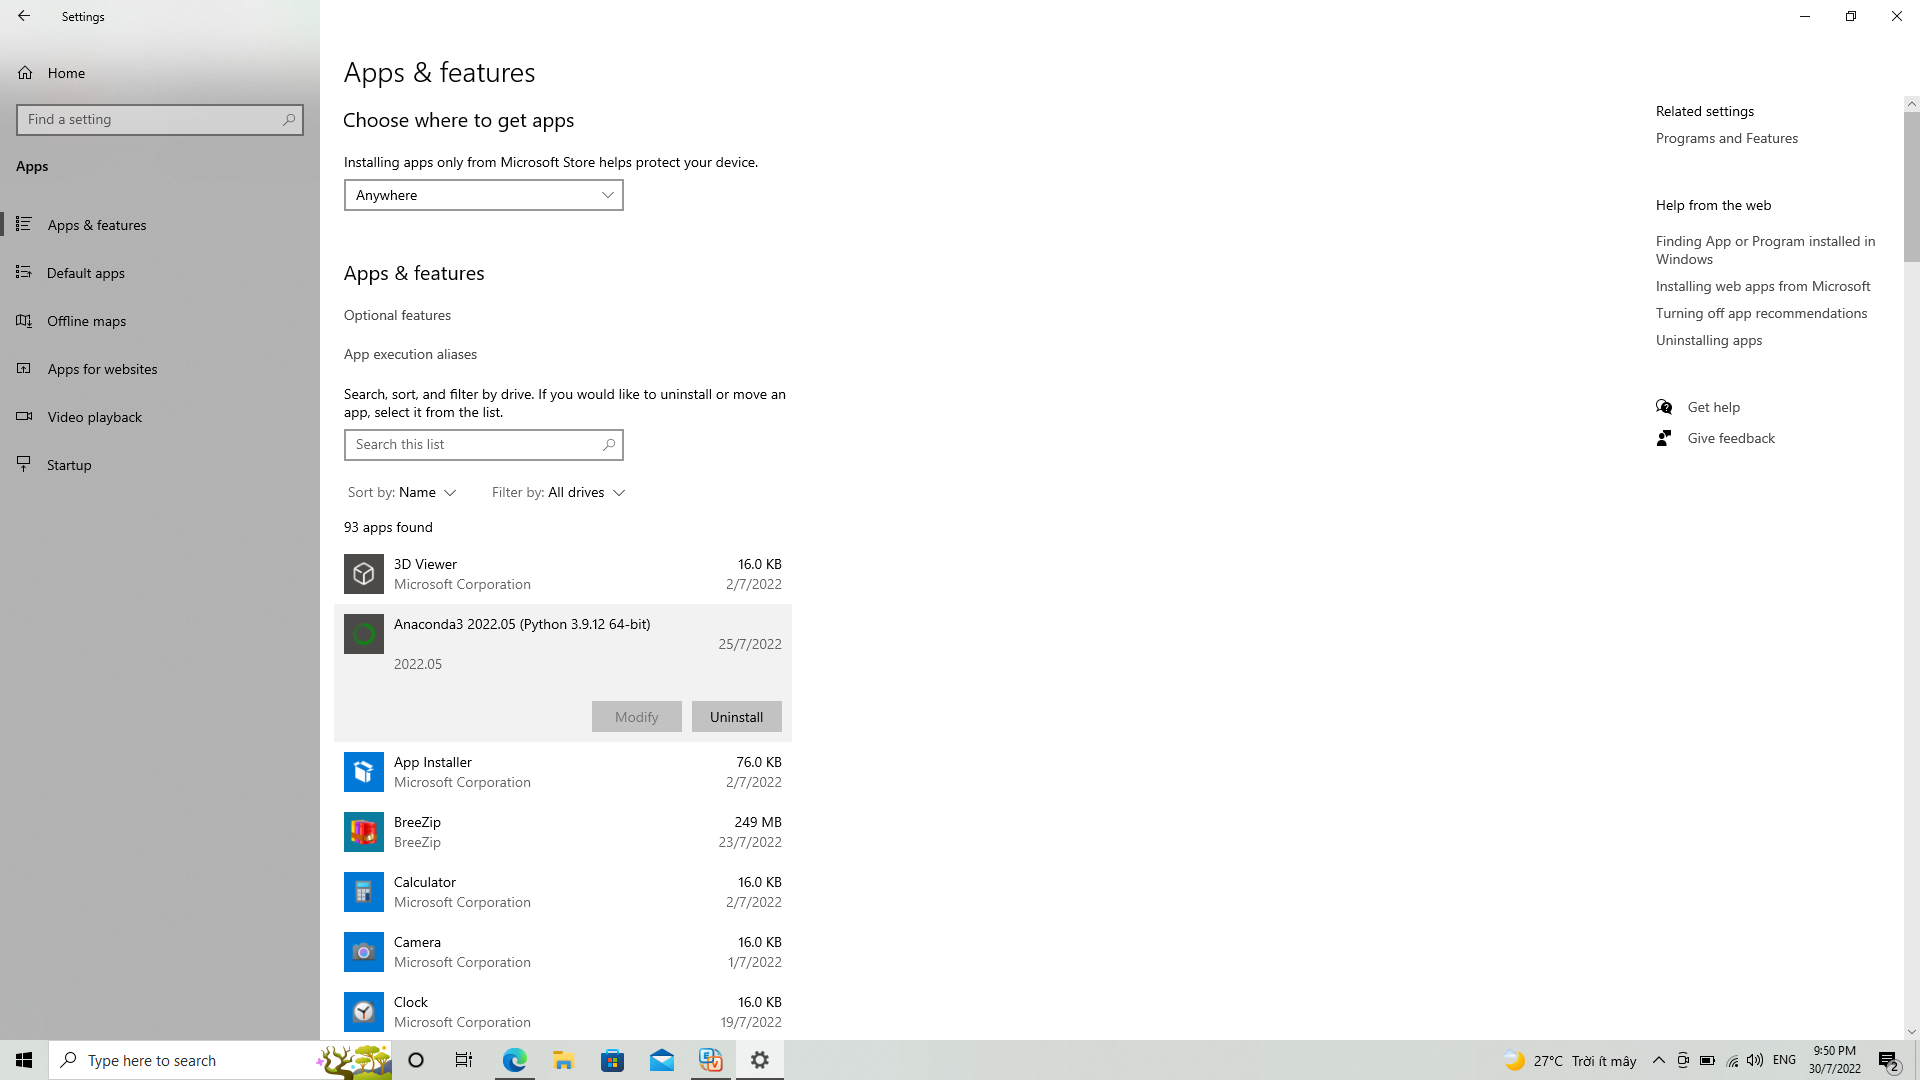 Settings
Home
Find a setting
Apps
Apps & features
Default apps
Offline maps
Apps for websites
Video playback
Startup
Apps & features
Choose where to get apps
Installing apps only from Microsoft Store helps protect your device.
Anywhere
Apps & features
Optional features
App execution aliases
Search, sort, and filter by drive. If you would like to uninstall or move an
app, select it from the list.
Search this list
Sort by: Name Filter by: All drives
93 apps found
3D Viewer 16.0 KB
Microsoft Corporation 2/7/2022
Anaconda3 2022.05 (Python 3.9.12 64-bit)
25/7/2022
2022.05
Modify Uninstall
App Installer 76.0 KB
Microsoft Corporation 2/7/2022
BreeZip 249 MB
BreeZip 23/7/2022
Calculator 16.0 KB
Microsoft Corporation 2/7/2022
Camera 16.0 KB
Microsoft Corporation 1/7/2022
Clock 16.0 KB
Microsoft Corporation 19/7/2022
Related settings
Programs and Features
Help from the web
Finding App or Program installed in
Windows
Installing web apps from Microsoft
Turning off app recommendations
Uninstalling apps
Get help
Give feedback
Type here to search
27°C Trời ít mây
ENG
9:50 PM
30/7/2022
2